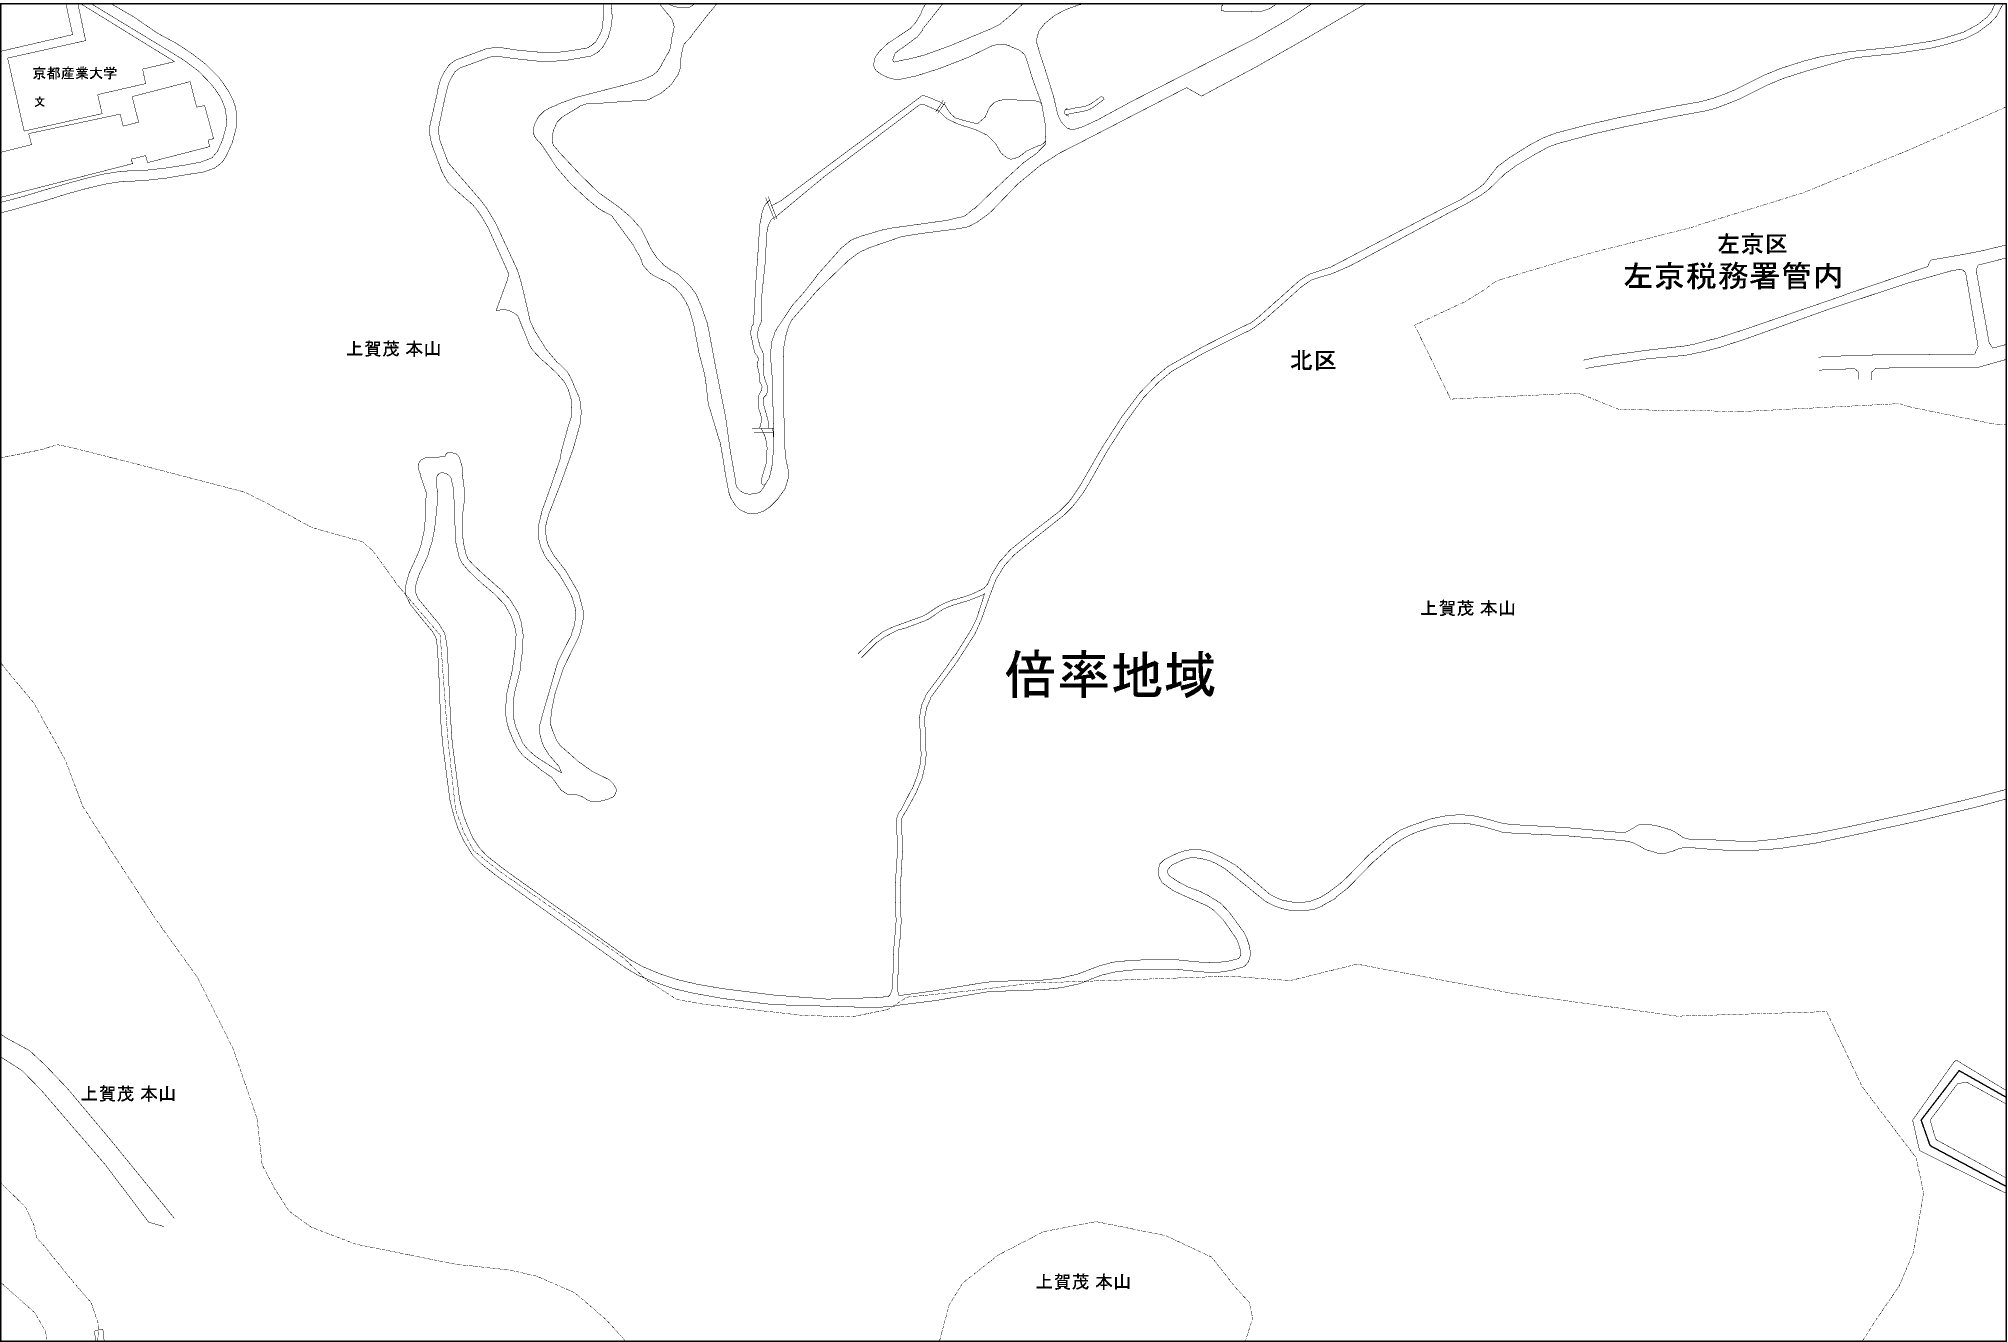 京都産業大学
文
左京区
左京税務署管内
上賀茂 本山
北区
上賀茂 本山
倍率地域
上賀茂 本山
上賀茂 本山